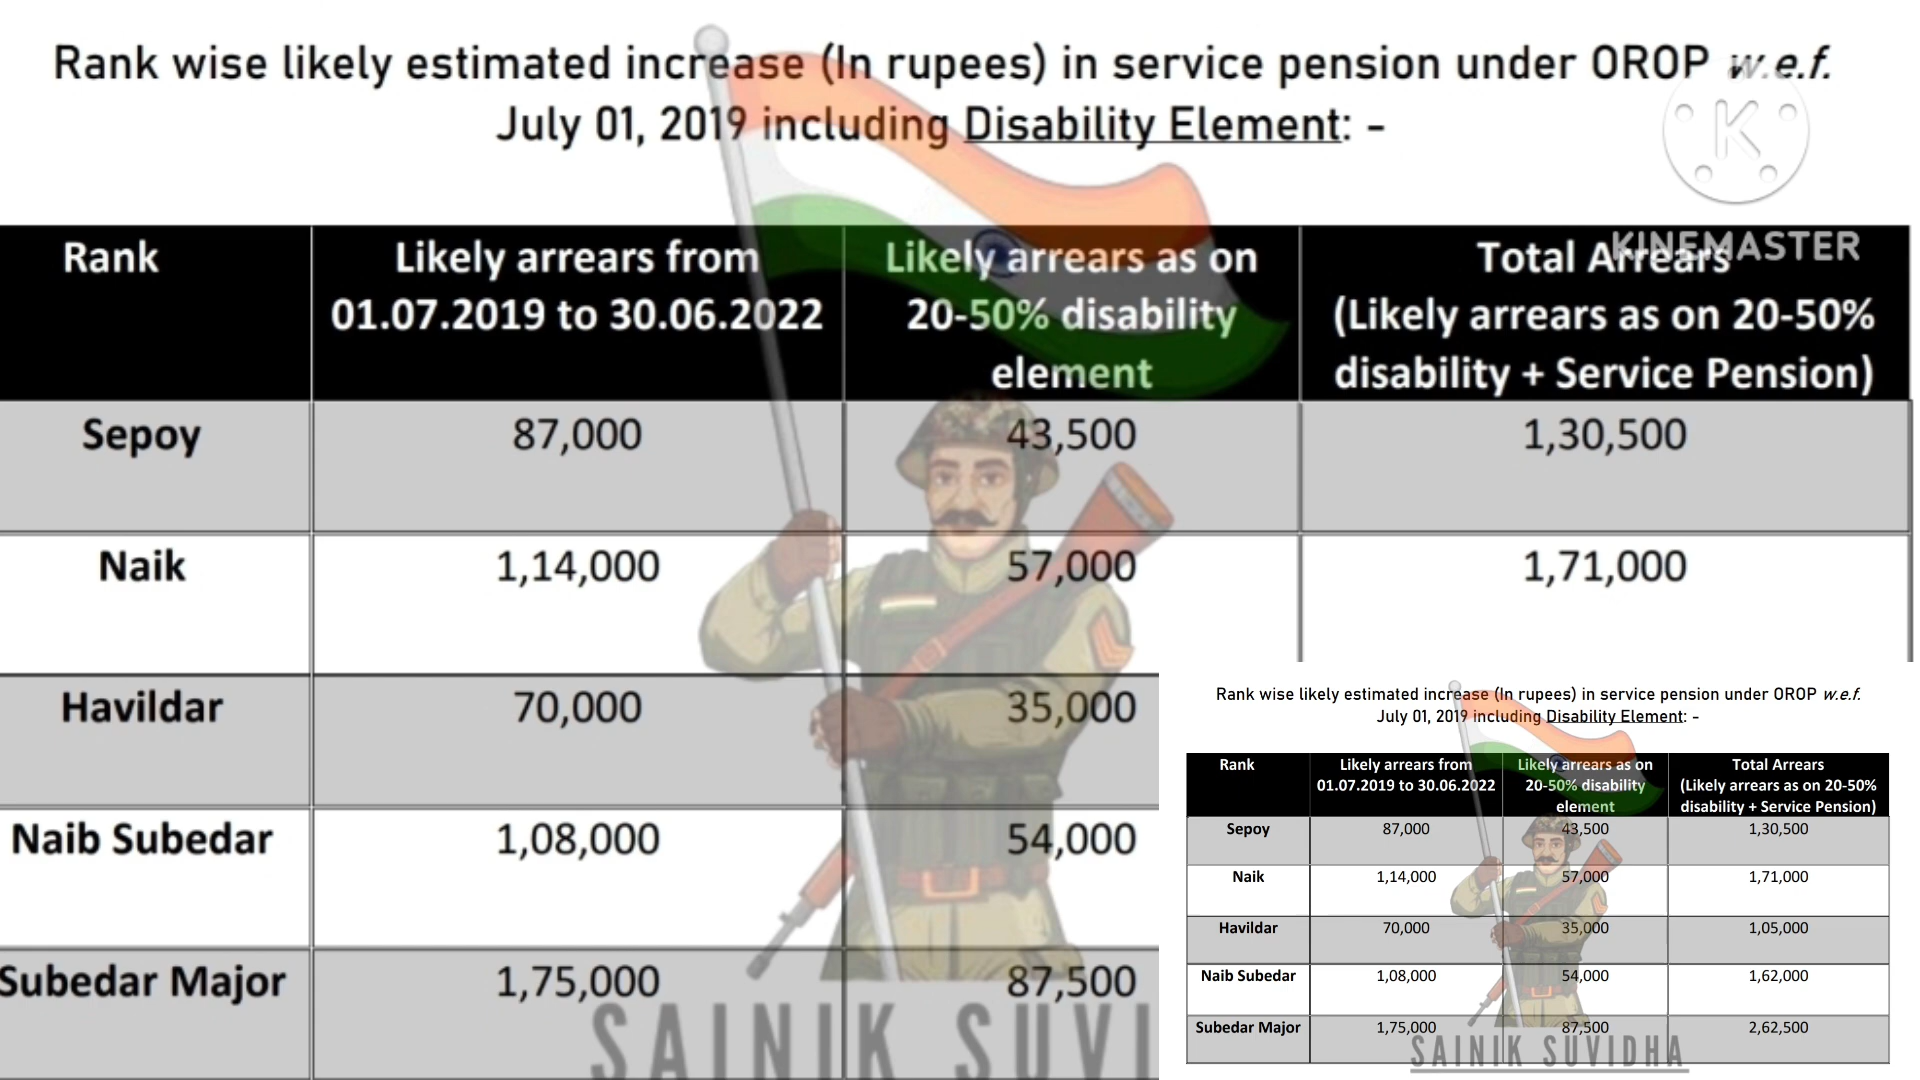 Rank wise likely estimated increase (In rupees) in service pension under OROP w.e.f.
July 01, 2019 including Disability Element: -
K
KINEMASTER
Rank
Likely arrears from
01.07.2019 to 30.06.2022
Likely arrears as on
20-50% disability
element
Total Arrears
(Likely arrears as on 20-50%
disability + Service Pension)
Sepoy 87,000 43,500 1,30,500
Naik 1,14,000 57,000 1,71,000
Havildar 70,000 35,000
Naib Subedar 1,08,000 54,000
Subedar Major 1,75,000 87,500
SAINIK SUVI
Rank wise likely estimated increase (In rupees) in service pension under OROP w.e.f.
July 01, 2019 including Disability Element: -
Rank
Likely arrears from
01.07.2019 to 30.06.2022
Likely arrears as on
20-50% disability
element
Total Arrears
(Likely arrears as on 20-50%
disability + Service Pension)
Sepoy 87,000 43,500 1,30,500
Naik 1,14,000 57,000 1,71,000
Havildar 70,000 35,000 1,05,000
Naib Subedar 1,08,000 54,000 1,62,000
Subedar Major 1,75,000 87,500 2,62,500
SAINIK SUVIDHA